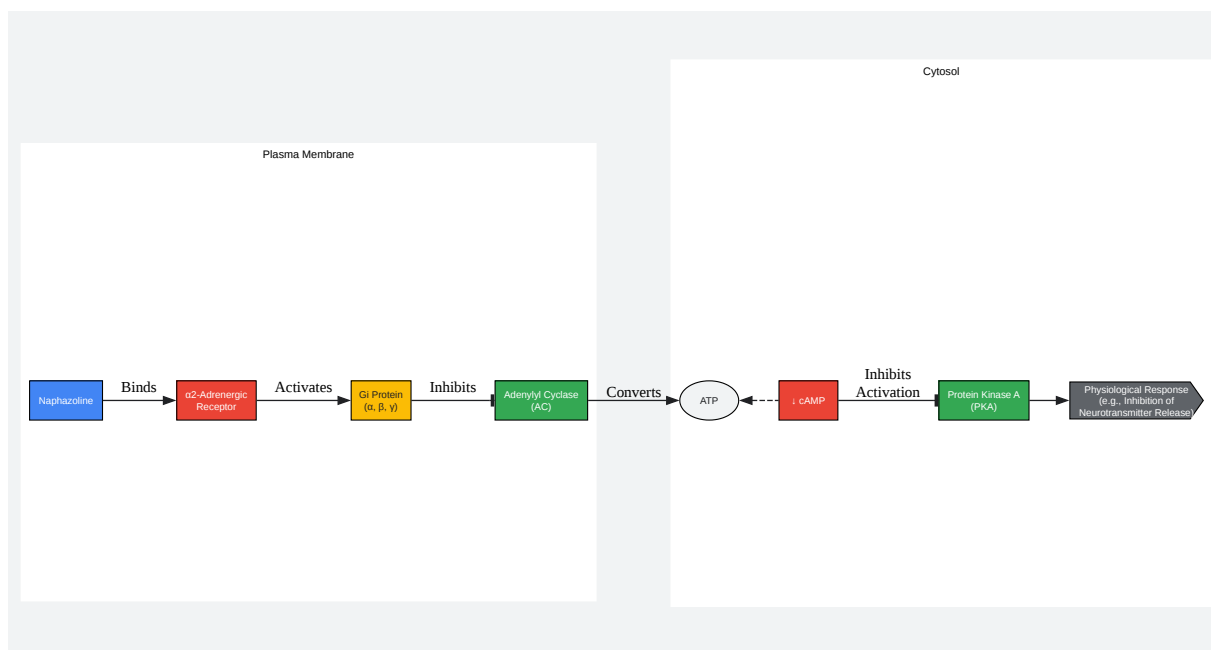 Cytosol
Plasma Membrane
Naphazoline
Binds
α2-Adrenergic
Receptor
Activates
Gi Protein
(α, β, γ)
Inhibits
Adenylyl Cyclase
(AC)
Converts
ATP
↓ cAMP
Inhibits
Activation
Protein Kinase A
(PKA)
Physiological Response
(e.g., Inhibition of
Neurotransmitter Release)